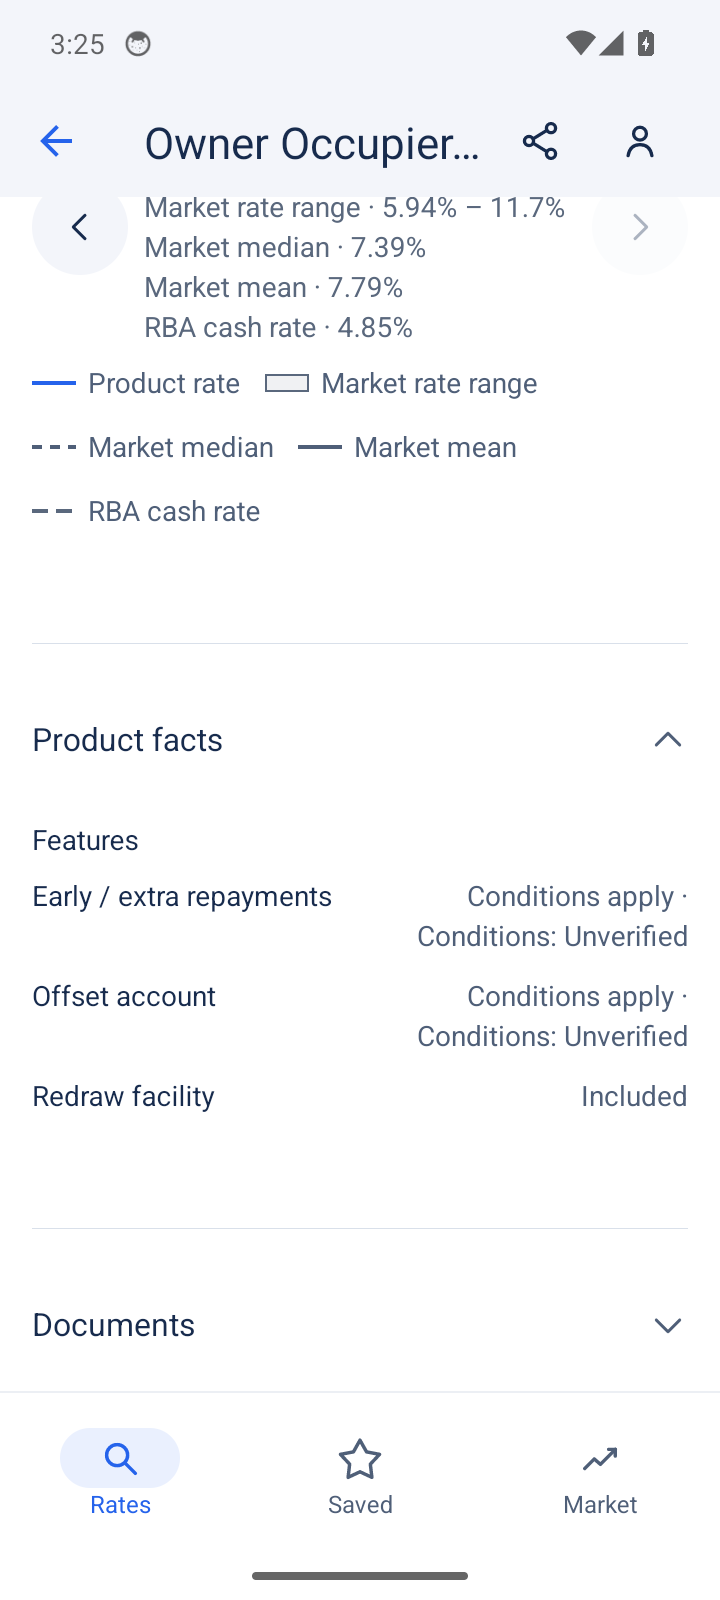 3:25
Owner Occupier...
Market rate range · 5.94% – 11.7%
Market median · 7.39%
Market mean · 7.79%
RBA cash rate · 4.85%
Product rate
Market rate range
Market median
Market mean
RBA cash rate
Product facts
Features
Early / extra repayments
Conditions apply ·
Conditions: Unverified
Offset account
Conditions apply ·
Conditions: Unverified
Redraw facility
Included
Documents
Rates
Saved
Market